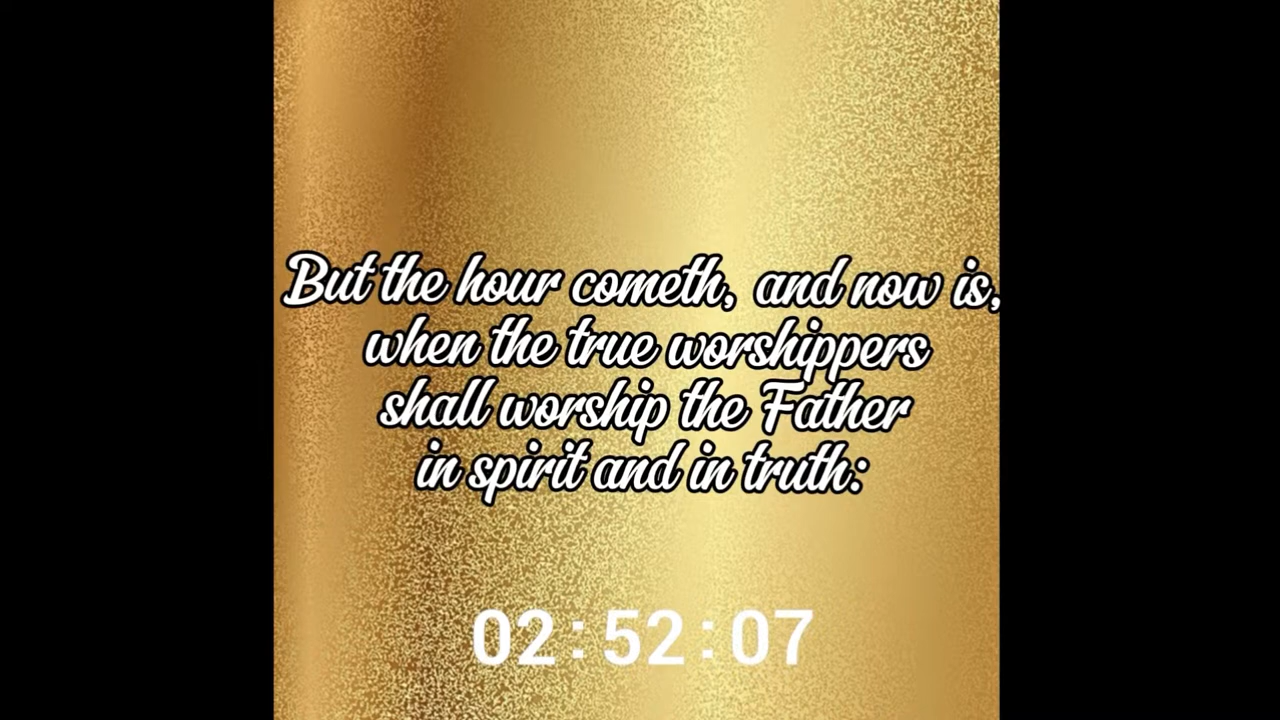 But the hour cometh, and now is,
when the true worshippers
shall worship the Father
in spirit and in truth:
02:52:07